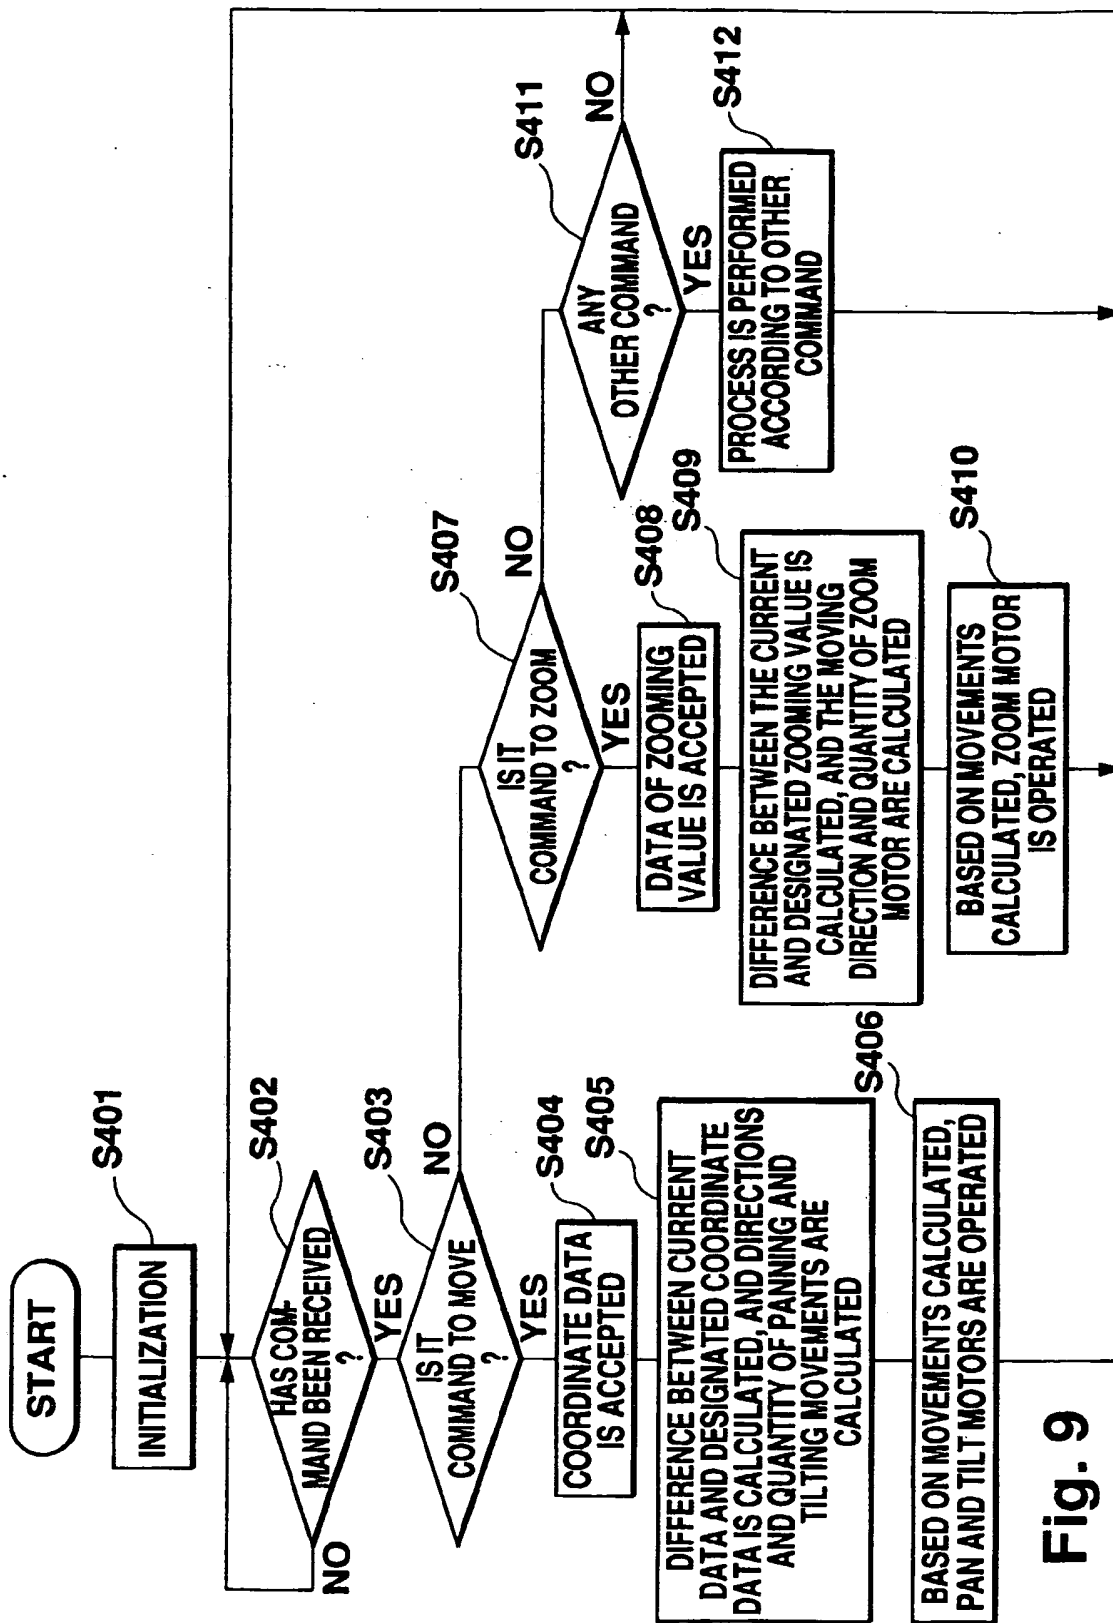 START
S401
INITIALIZATION
S402
HAS COM-
MAND BEEN RECEIVED
?
NO
YES
S403
IS IT
COMMAND TO MOVE
?
NO
YES
S404
COORDINATE DATA
IS ACCEPTED
S405
DIFFERENCE BETWEEN CURRENT
DATA AND DESIGNATED COORDINATE
DATA IS CALCULATED, AND DIRECTIONS
AND QUANTITY OF PANNING AND
TILTING MOVEMENTS ARE
CALCULATED
S406
BASED ON MOVEMENTS CALCULATED,
PAN AND TILT MOTORS ARE OPERATED
S407
IS IT
COMMAND TO ZOOM
?
NO
YES
S408
DATA OF ZOOMING
VALUE IS ACCEPTED
S409
DIFFERENCE BETWEEN THE CURRENT
AND DESIGNATED ZOOMING VALUE IS
CALCULATED, AND THE MOVING
DIRECTION AND QUANTITY OF ZOOM
MOTOR ARE CALCULATED
S410
BASED ON MOVEMENTS
CALCULATED, ZOOM MOTOR
IS OPERATED
S411
ANY
OTHER COMMAND
?
NO
YES
S412
PROCESS IS PERFORMED
ACCORDING TO OTHER
COMMAND
Fig. 9